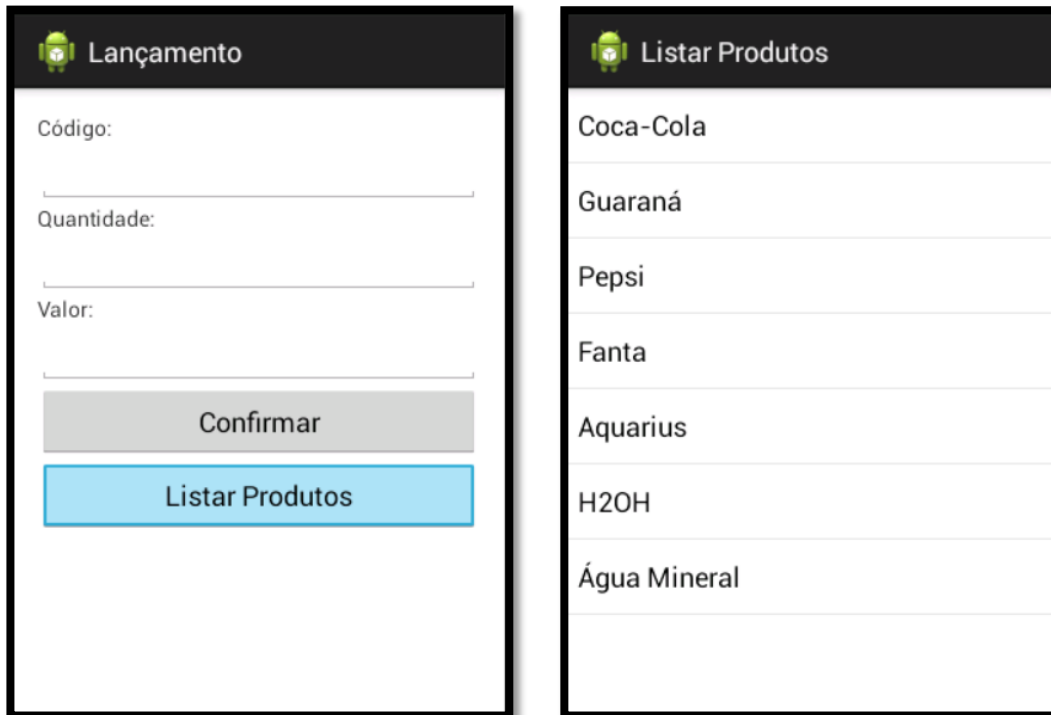 Lançamento
Código:
Quantidade:
Valor:
Confirmar
Listar Produtos
Listar Produtos
Coca-Cola
Guaraná
Pepsi
Fanta
Aquarius
H2OH
Água Mineral